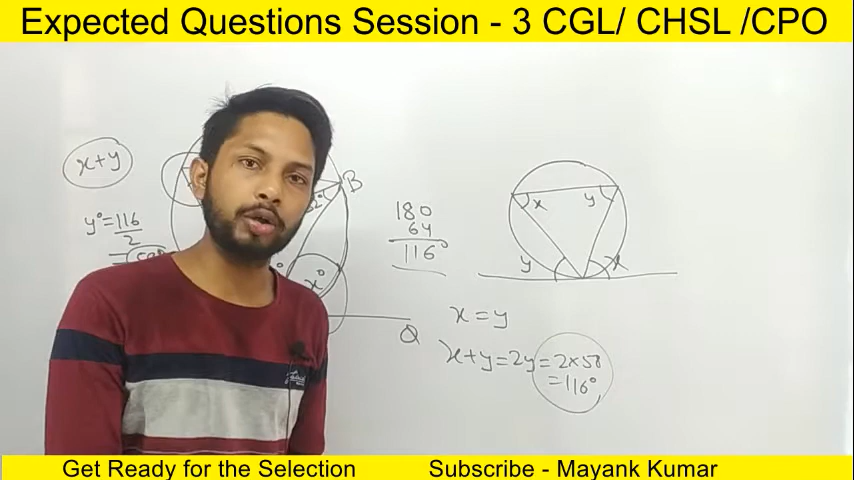 Expected Questions Session - 3 CGL/ CHSL /CPO
x+y
y°=116
2
B
x°
Q
180
64
116°
x
y
y
x
x=y
x+y=2y=2×58
=116°
Get Ready for the Selection
Subscribe - Mayank Kumar